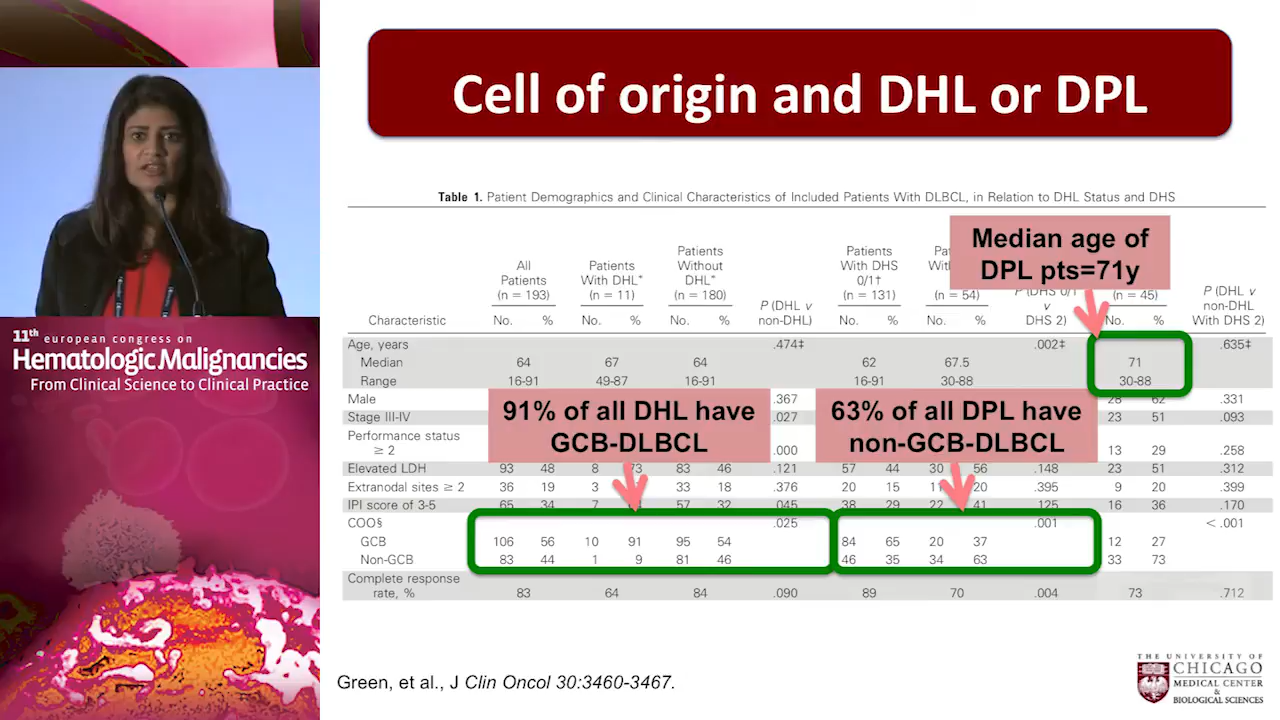 Cell of origin and DHL or DPL
Table 1. Patient Demographics and Clinical Characteristics of Included Patients With DLBCL, in Relation to DHL Status and DHS
Median age of
DPL pts=71y
All Patients (n = 193)
Patients With DHL* (n = 11)
Patients Without DHL* (n = 180)
P (DHL v non-DHL)
Patients With DHS 0/1† (n = 131)
(n = 54)
v DHS 2)
(n = 45)
P (DHL v non-DHL With DHS 2)
Characteristic No. % No. % No. % No. % No. % No. %
Age, years .474‡ .002‡ .635‡
Median 64 67 64 62 67.5 71
Range 16-91 49-87 16-91 16-91 30-88 30-88
Male .367 28 62 .331
Stage III-IV .027 23 51 .093
91% of all DHL have
GCB-DLBCL
63% of all DPL have
non-GCB-DLBCL
Performance status
≥ 2 .000 13 29 .258
Elevated LDH 93 48 8 73 83 46 .121 57 44 30 56 .148 23 51 .312
Extranodal sites ≥ 2 36 19 3 33 18 .376 20 15 20 .395 9 20 .399
IPI score of 3-5 65 34 7 57 32 .045 38 29 22 41 .125 16 36 .170
COO§ .025 .001 < .001
GCB 106 56 10 91 95 54 84 65 20 37 12 27
Non-GCB 83 44 1 9 81 46 46 35 34 63 33 73
Complete response
rate, % 83 64 84 .090 89 70 .004 73 .712
Green, et al., J Clin Oncol 30:3460-3467.
11th european congress on
Hematologic Malignancies
From Clinical Science to Clinical Practice
THE UNIVERSITY OF
CHICAGO
MEDICAL CENTER
&
BIOLOGICAL SCIENCES